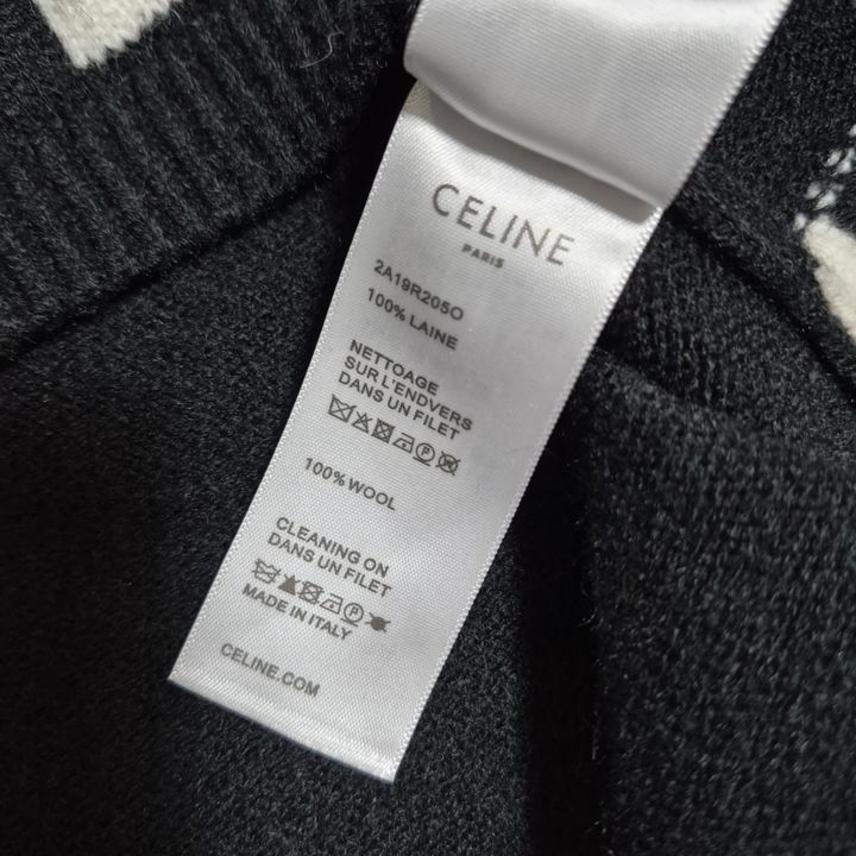 CELINE
PARIS
2A19R205O
100% LAINE
NETTOAGE
SUR L'ENDVERS
DANS UN FILET
100% WOOL
CLEANING ON
DANS UN FILET
MADE IN ITALY
CELINE.COM